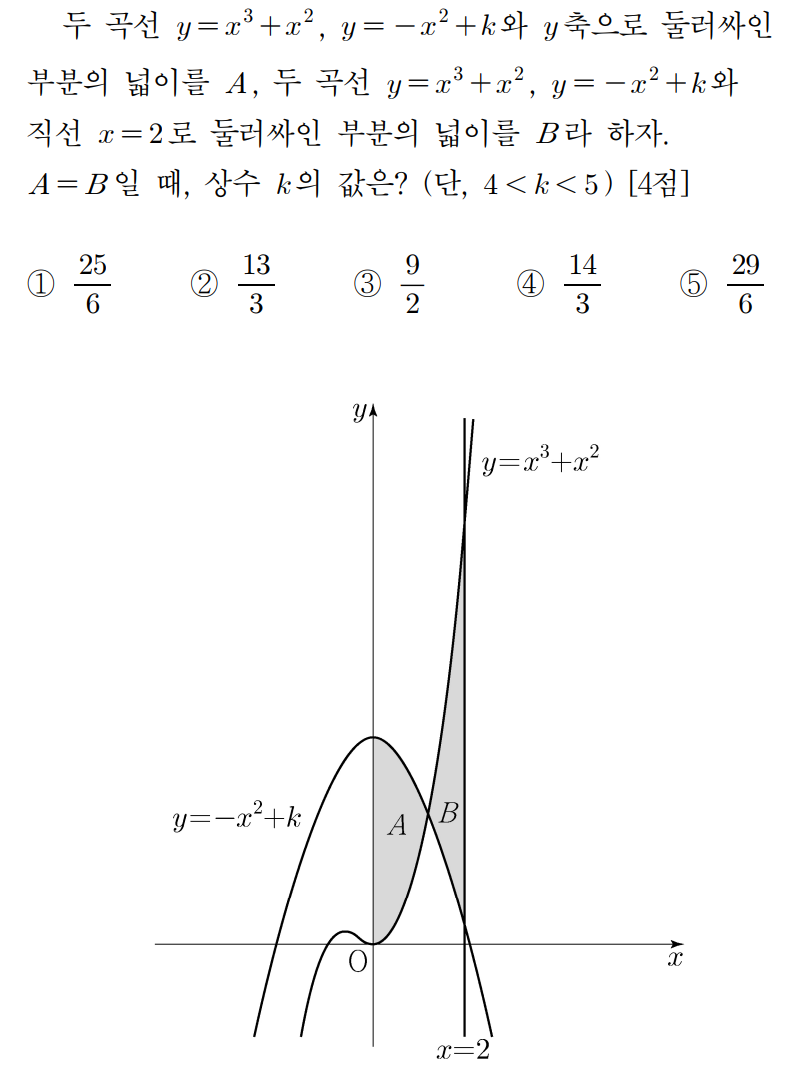 두 곡선 y=x³+x², y=-x²+k와 y축으로 둘러싸인
부분의 넓이를 A, 두 곡선 y=x³+x², y=-x²+k와
직선 x=2로 둘러싸인 부분의 넓이를 B라 하자.
A=B일 때, 상수 k의 값은? (단, 4<k<5) [4점]
① 25/6 ② 13/3 ③ 9/2 ④ 14/3 ⑤ 29/6
y
y=x³+x²
y=-x²+k
A
B
O
x
x=2